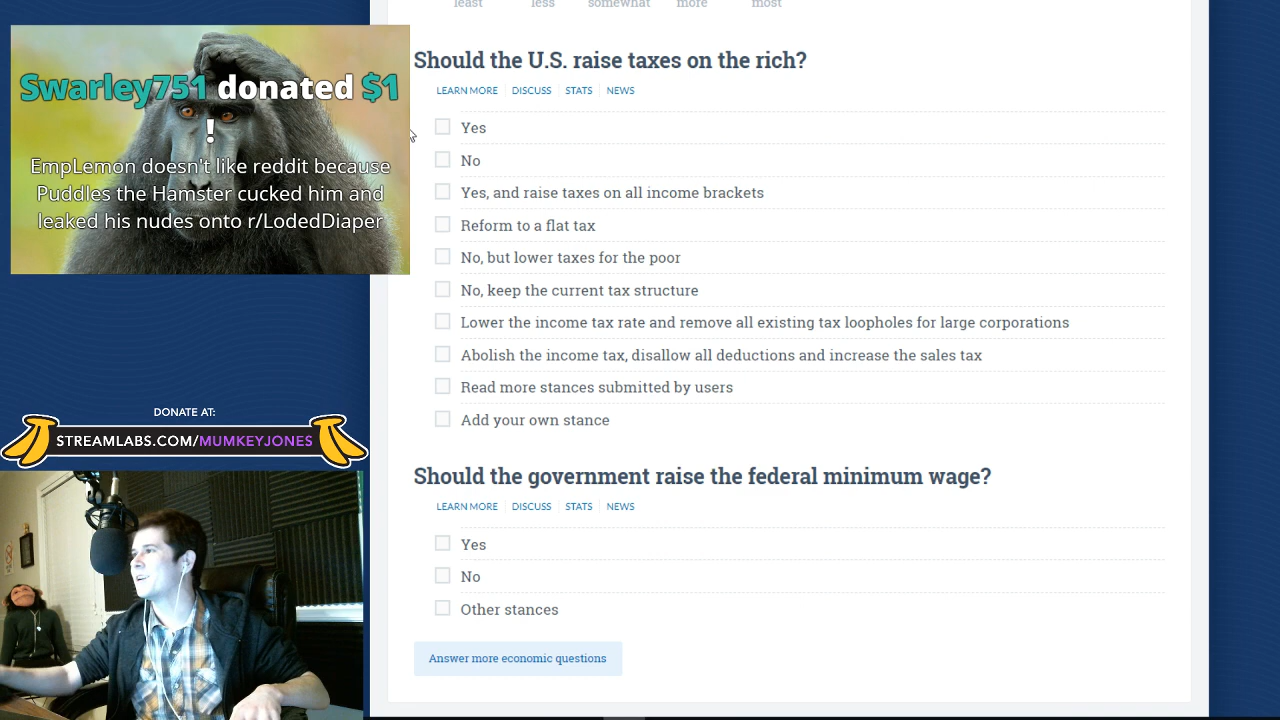 least less somewhat more most
Swarley751 donated $1
!
EmpLemon doesn't like reddit because
Puddles the Hamster cucked him and
leaked his nudes onto r/LodedDiaper
DONATE AT:
STREAMLABS.COM/MUMKEYJONES
Should the U.S. raise taxes on the rich?
LEARN MORE DISCUSS STATS NEWS
Yes
No
Yes, and raise taxes on all income brackets
Reform to a flat tax
No, but lower taxes for the poor
No, keep the current tax structure
Lower the income tax rate and remove all existing tax loopholes for large corporations
Abolish the income tax, disallow all deductions and increase the sales tax
Read more stances submitted by users
Add your own stance
Should the government raise the federal minimum wage?
LEARN MORE DISCUSS STATS NEWS
Yes
No
Other stances
Answer more economic questions